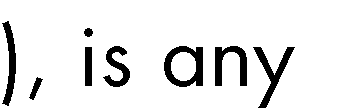 ), is any